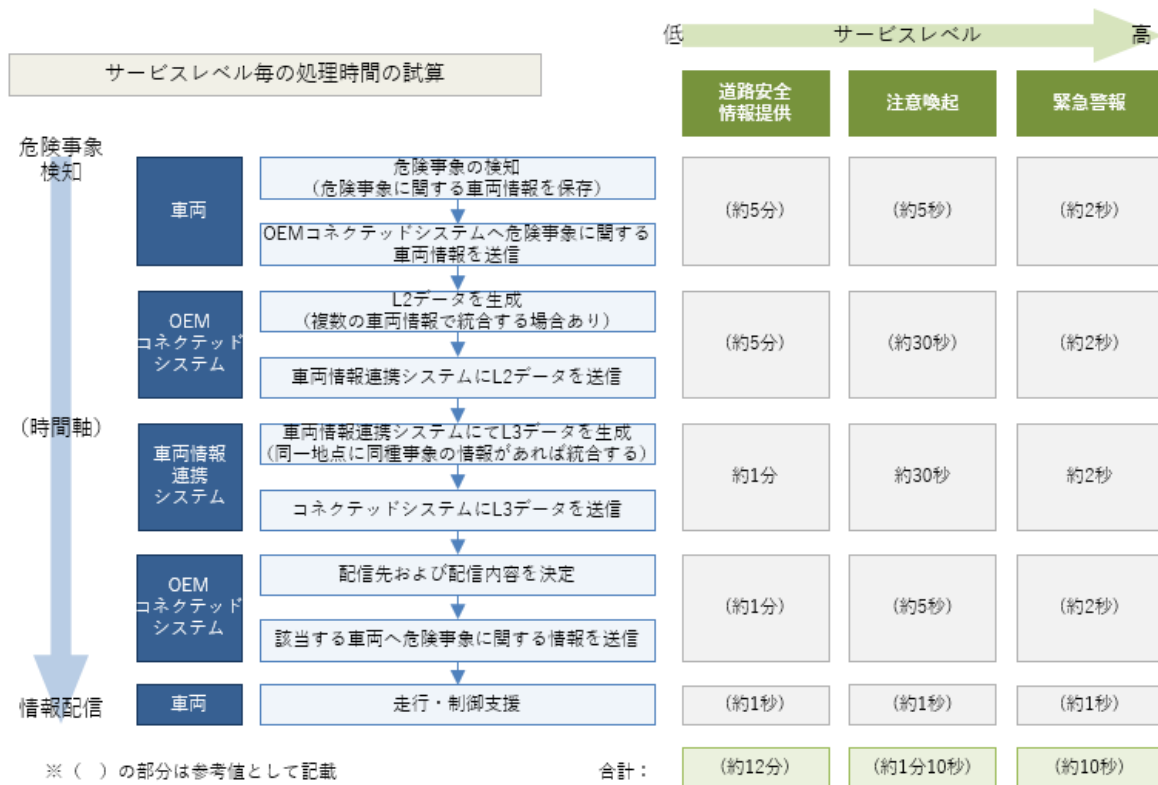 低 サービスレベル 高
サービスレベル毎の処理時間の試算
道路安全
情報提供
注意喚起
緊急警報
危険事象
検知
車両
危険事象の検知
(危険事象に関する車両情報を保存)
OEMコネクテッドシステムへ危険事象に関する
車両情報を送信
(約5分)
(約5秒)
(約2秒)
OEM
コネクテッド
システム
L2データを生成
(複数の車両情報で統合する場合あり)
車両情報連携システムにL2データを送信
(約5分)
(約30秒)
(約2秒)
(時間軸)
車両情報
連携
システム
車両情報連携システムにてL3データを生成
(同一地点に同種事象の情報があれば統合する)
コネクテッドシステムにL3データを送信
約1分
約30秒
約2秒
OEM
コネクテッド
システム
配信先および配信内容を決定
該当する車両へ危険事象に関する情報を送信
(約1分)
(約5秒)
(約2秒)
情報配信
車両
走行・制御支援
(約1秒)
(約1秒)
(約1秒)
※( )の部分は参考値として記載
合計：
(約12分)
(約1分10秒)
(約10秒)